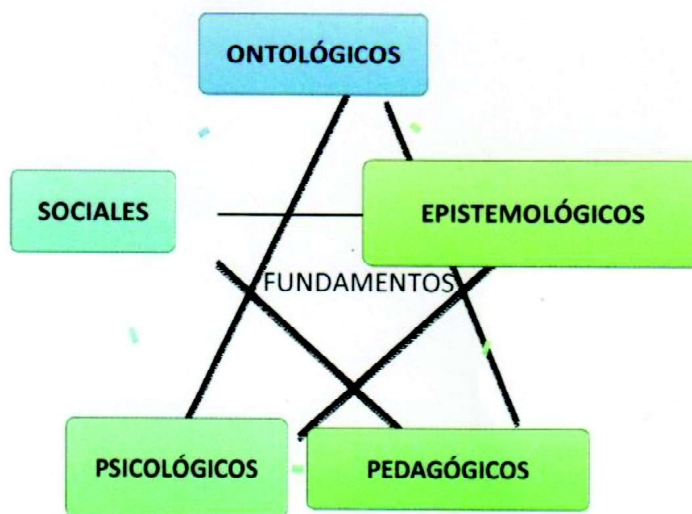 ONTOLÓGICOS
SOCIALES
EPISTEMOLÓGICOS
FUNDAMENTOS
PSICOLÓGICOS
PEDAGÓGICOS